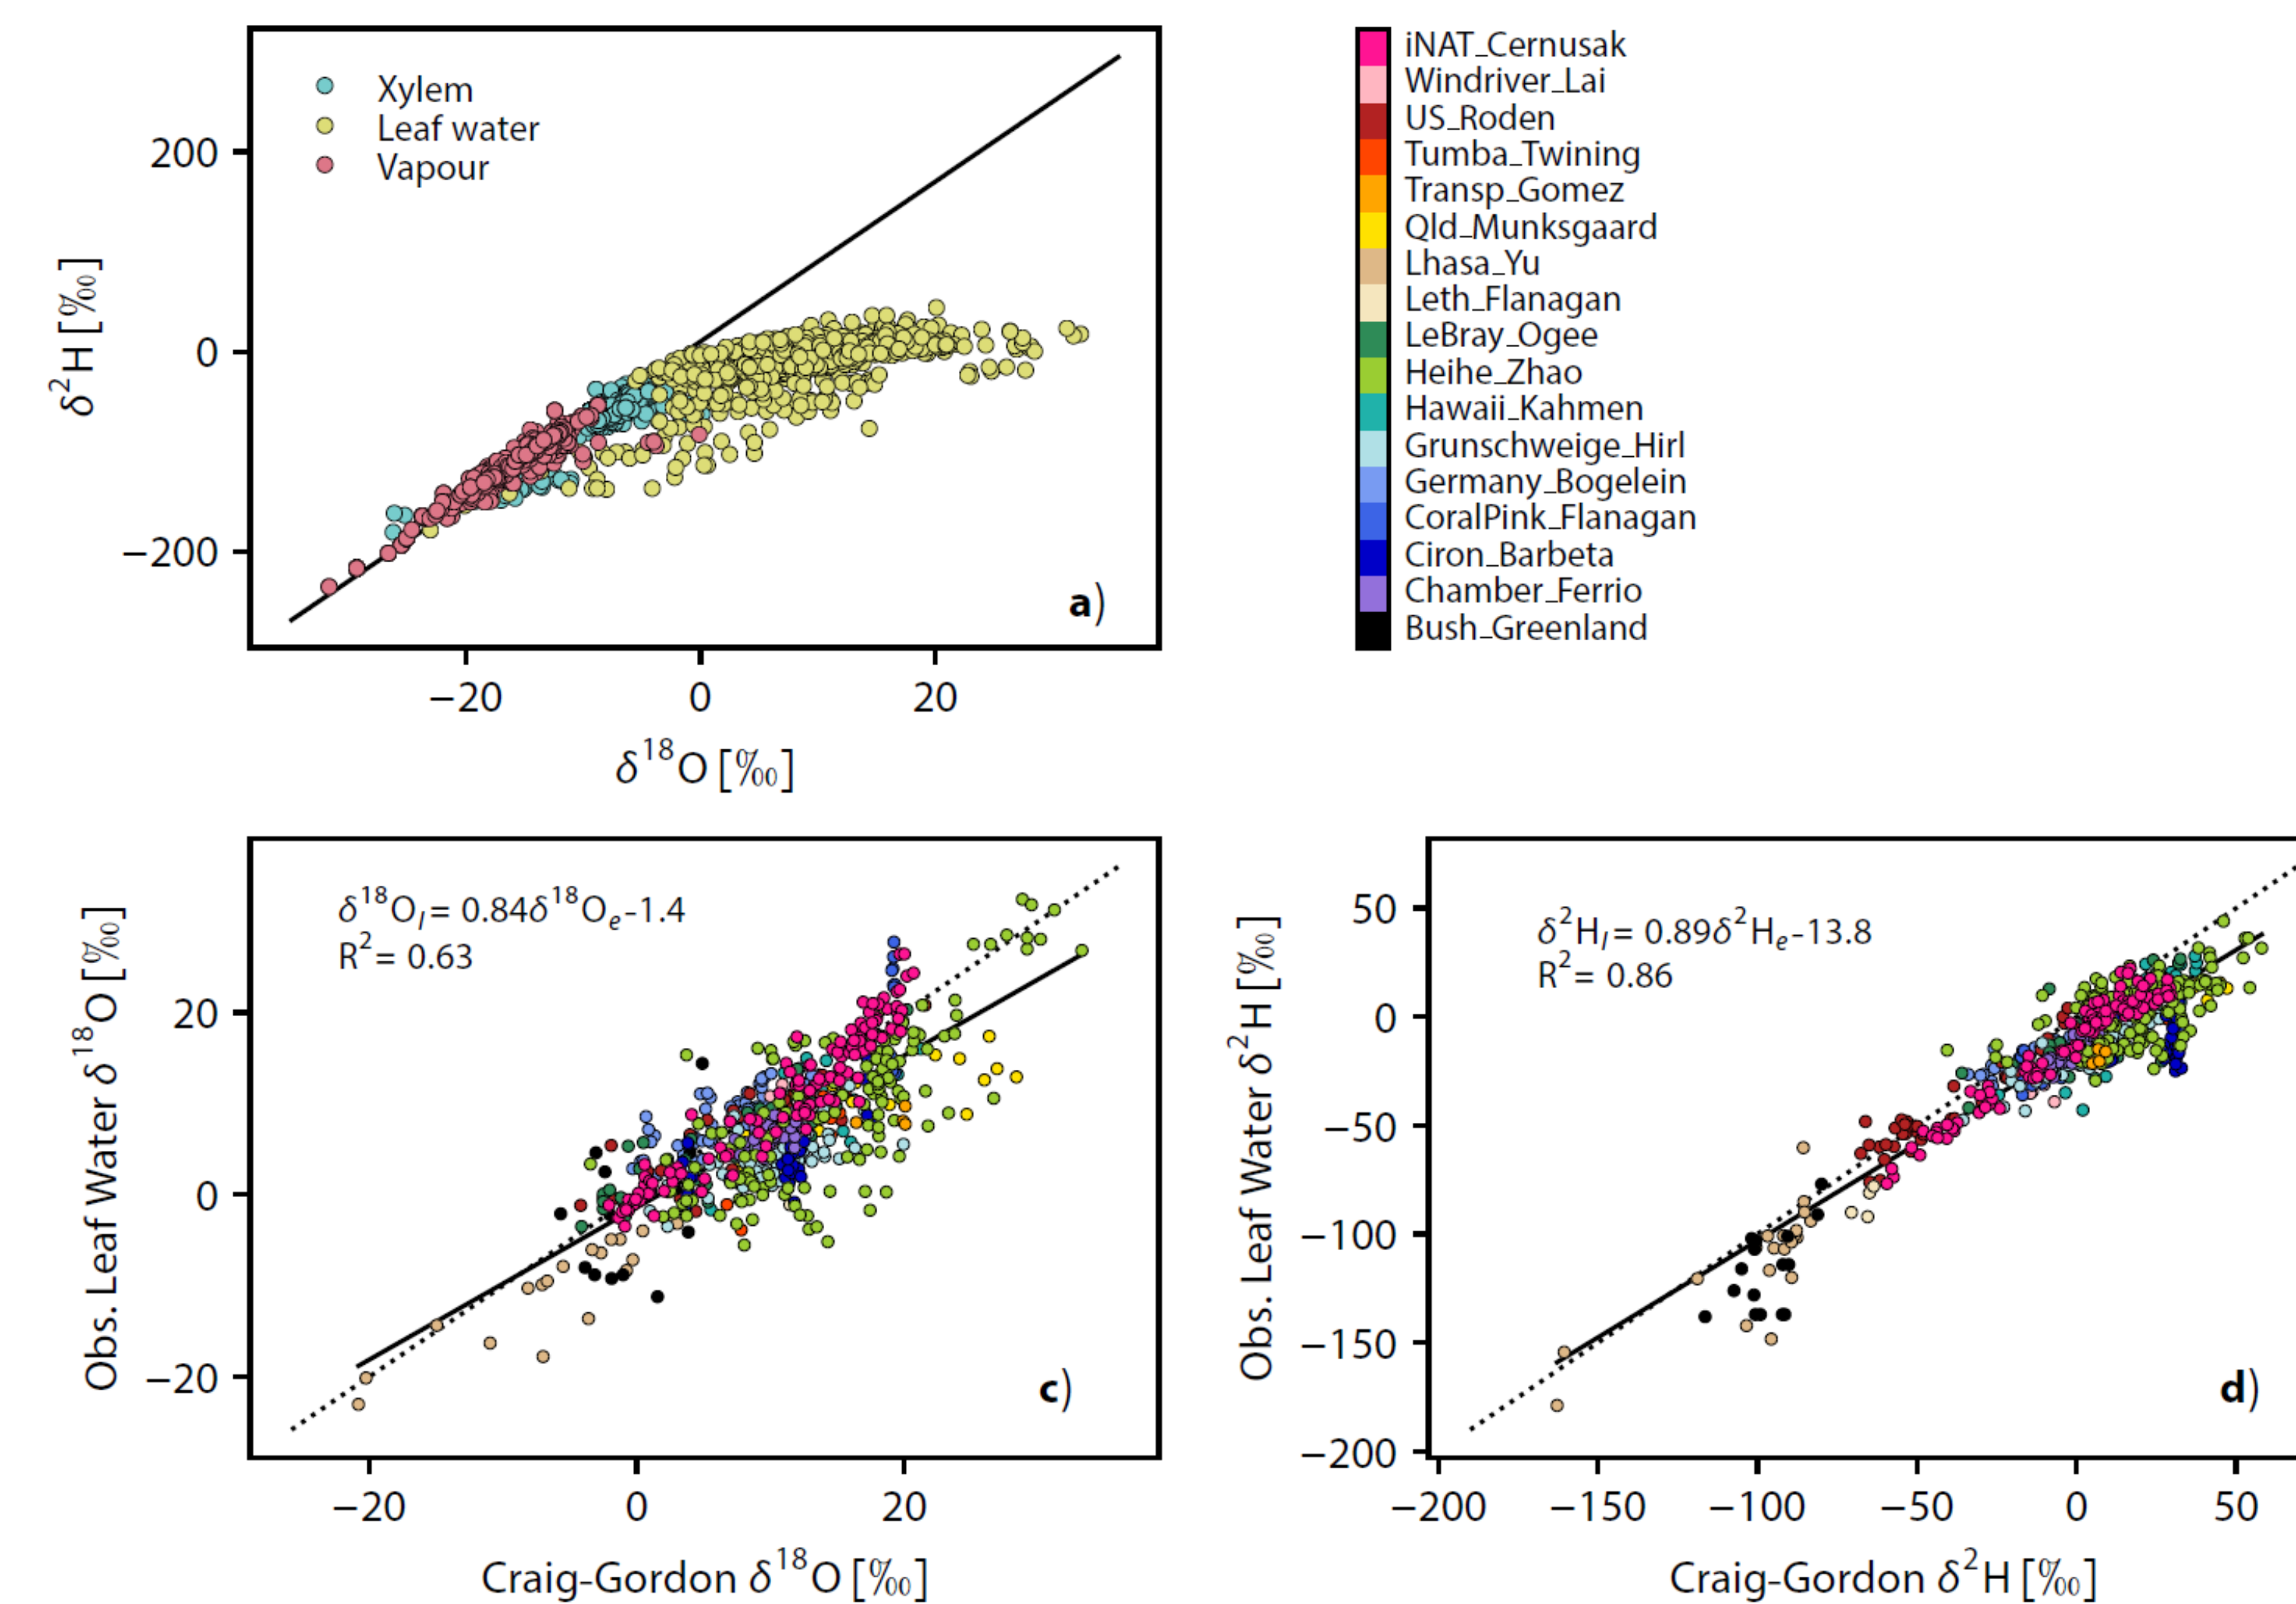 Xylem
Leaf water
Vapour
200
0
−200
δ²H [‰]
a)
−20
0
20
δ¹⁸O [‰]
iNAT_Cernusak
Windriver_Lai
US_Roden
Tumba_Twining
Transp_Gomez
Qld_Munksgaard
Lhasa_Yu
Leth_Flanagan
LeBray_Ogee
Heihe_Zhao
Hawaii_Kahmen
Grunschweige_Hirl
Germany_Bogelein
CoralPink_Flanagan
Ciron_Barbeta
Chamber_Ferrio
Bush_Greenland
δ¹⁸Oₗ= 0.84δ¹⁸Oₑ-1.4
R²= 0.63
20
0
−20
Obs. Leaf Water δ¹⁸O [‰]
c)
−20
0
20
Craig-Gordon δ¹⁸O [‰]
δ²Hₗ= 0.89δ²Hₑ-13.8
R²= 0.86
50
0
−50
−100
−150
−200
Obs. Leaf Water δ²H [‰]
d)
−200
−150
−100
−50
0
50
Craig-Gordon δ²H [‰]